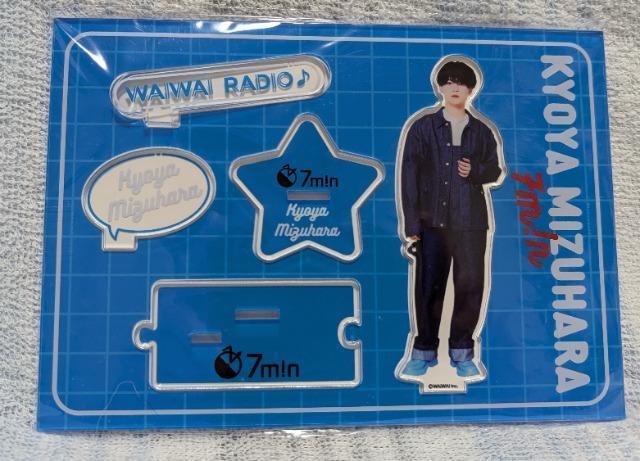 WAIWAI RADIO♪
Kyoya
Mizuhara
7m!n
Kyoya
Mizuhara
7m!n
©WAIWAI Inc.
KYOYA MIZUHARA
7m!n